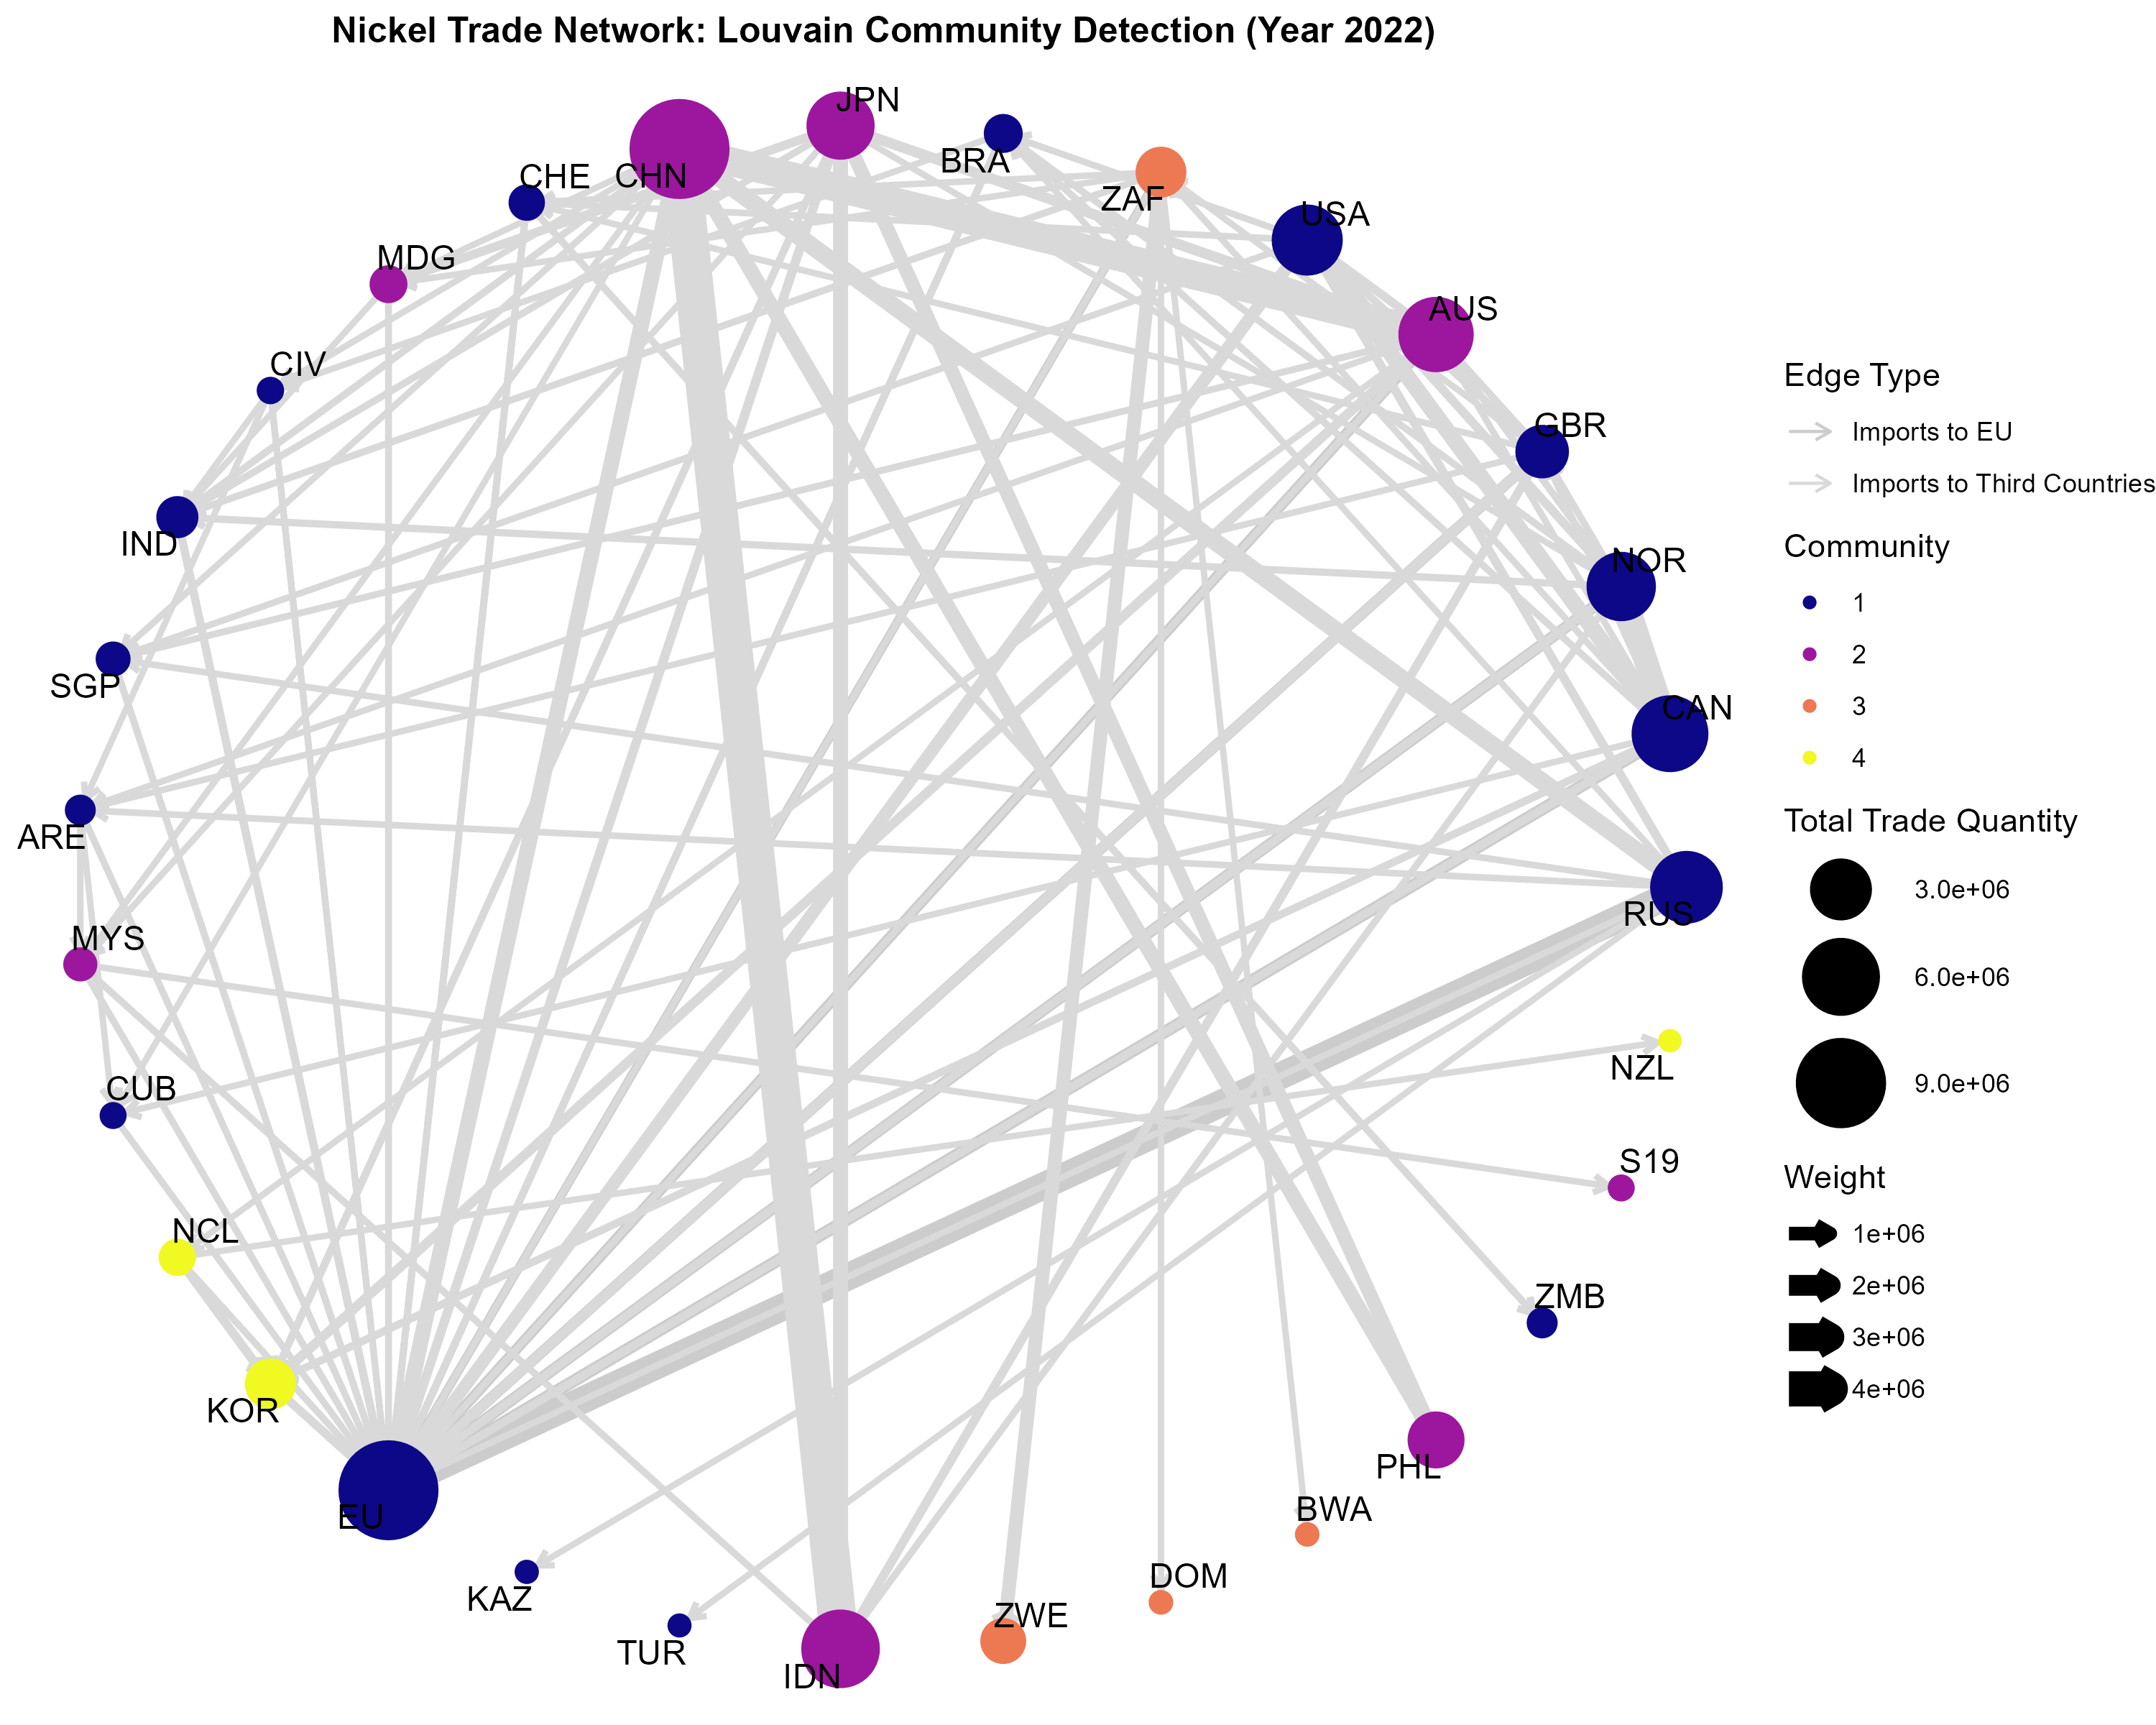 Nickel Trade Network: Louvain Community Detection (Year 2022)
JPN
BRA
CHE
CHN
ZAF
USA
MDG
AUS
CIV
GBR
IND
NOR
SGP
CAN
ARE
RUS
MYS
NZL
CUB
S19
NCL
ZMB
KOR
PHL
EU
BWA
KAZ
DOM
TUR
ZWE
IDN
Edge Type
Imports to EU
Imports to Third Countries
Community
1
2
3
4
Total Trade Quantity
3.0e+06
6.0e+06
9.0e+06
Weight
1e+06
2e+06
3e+06
4e+06